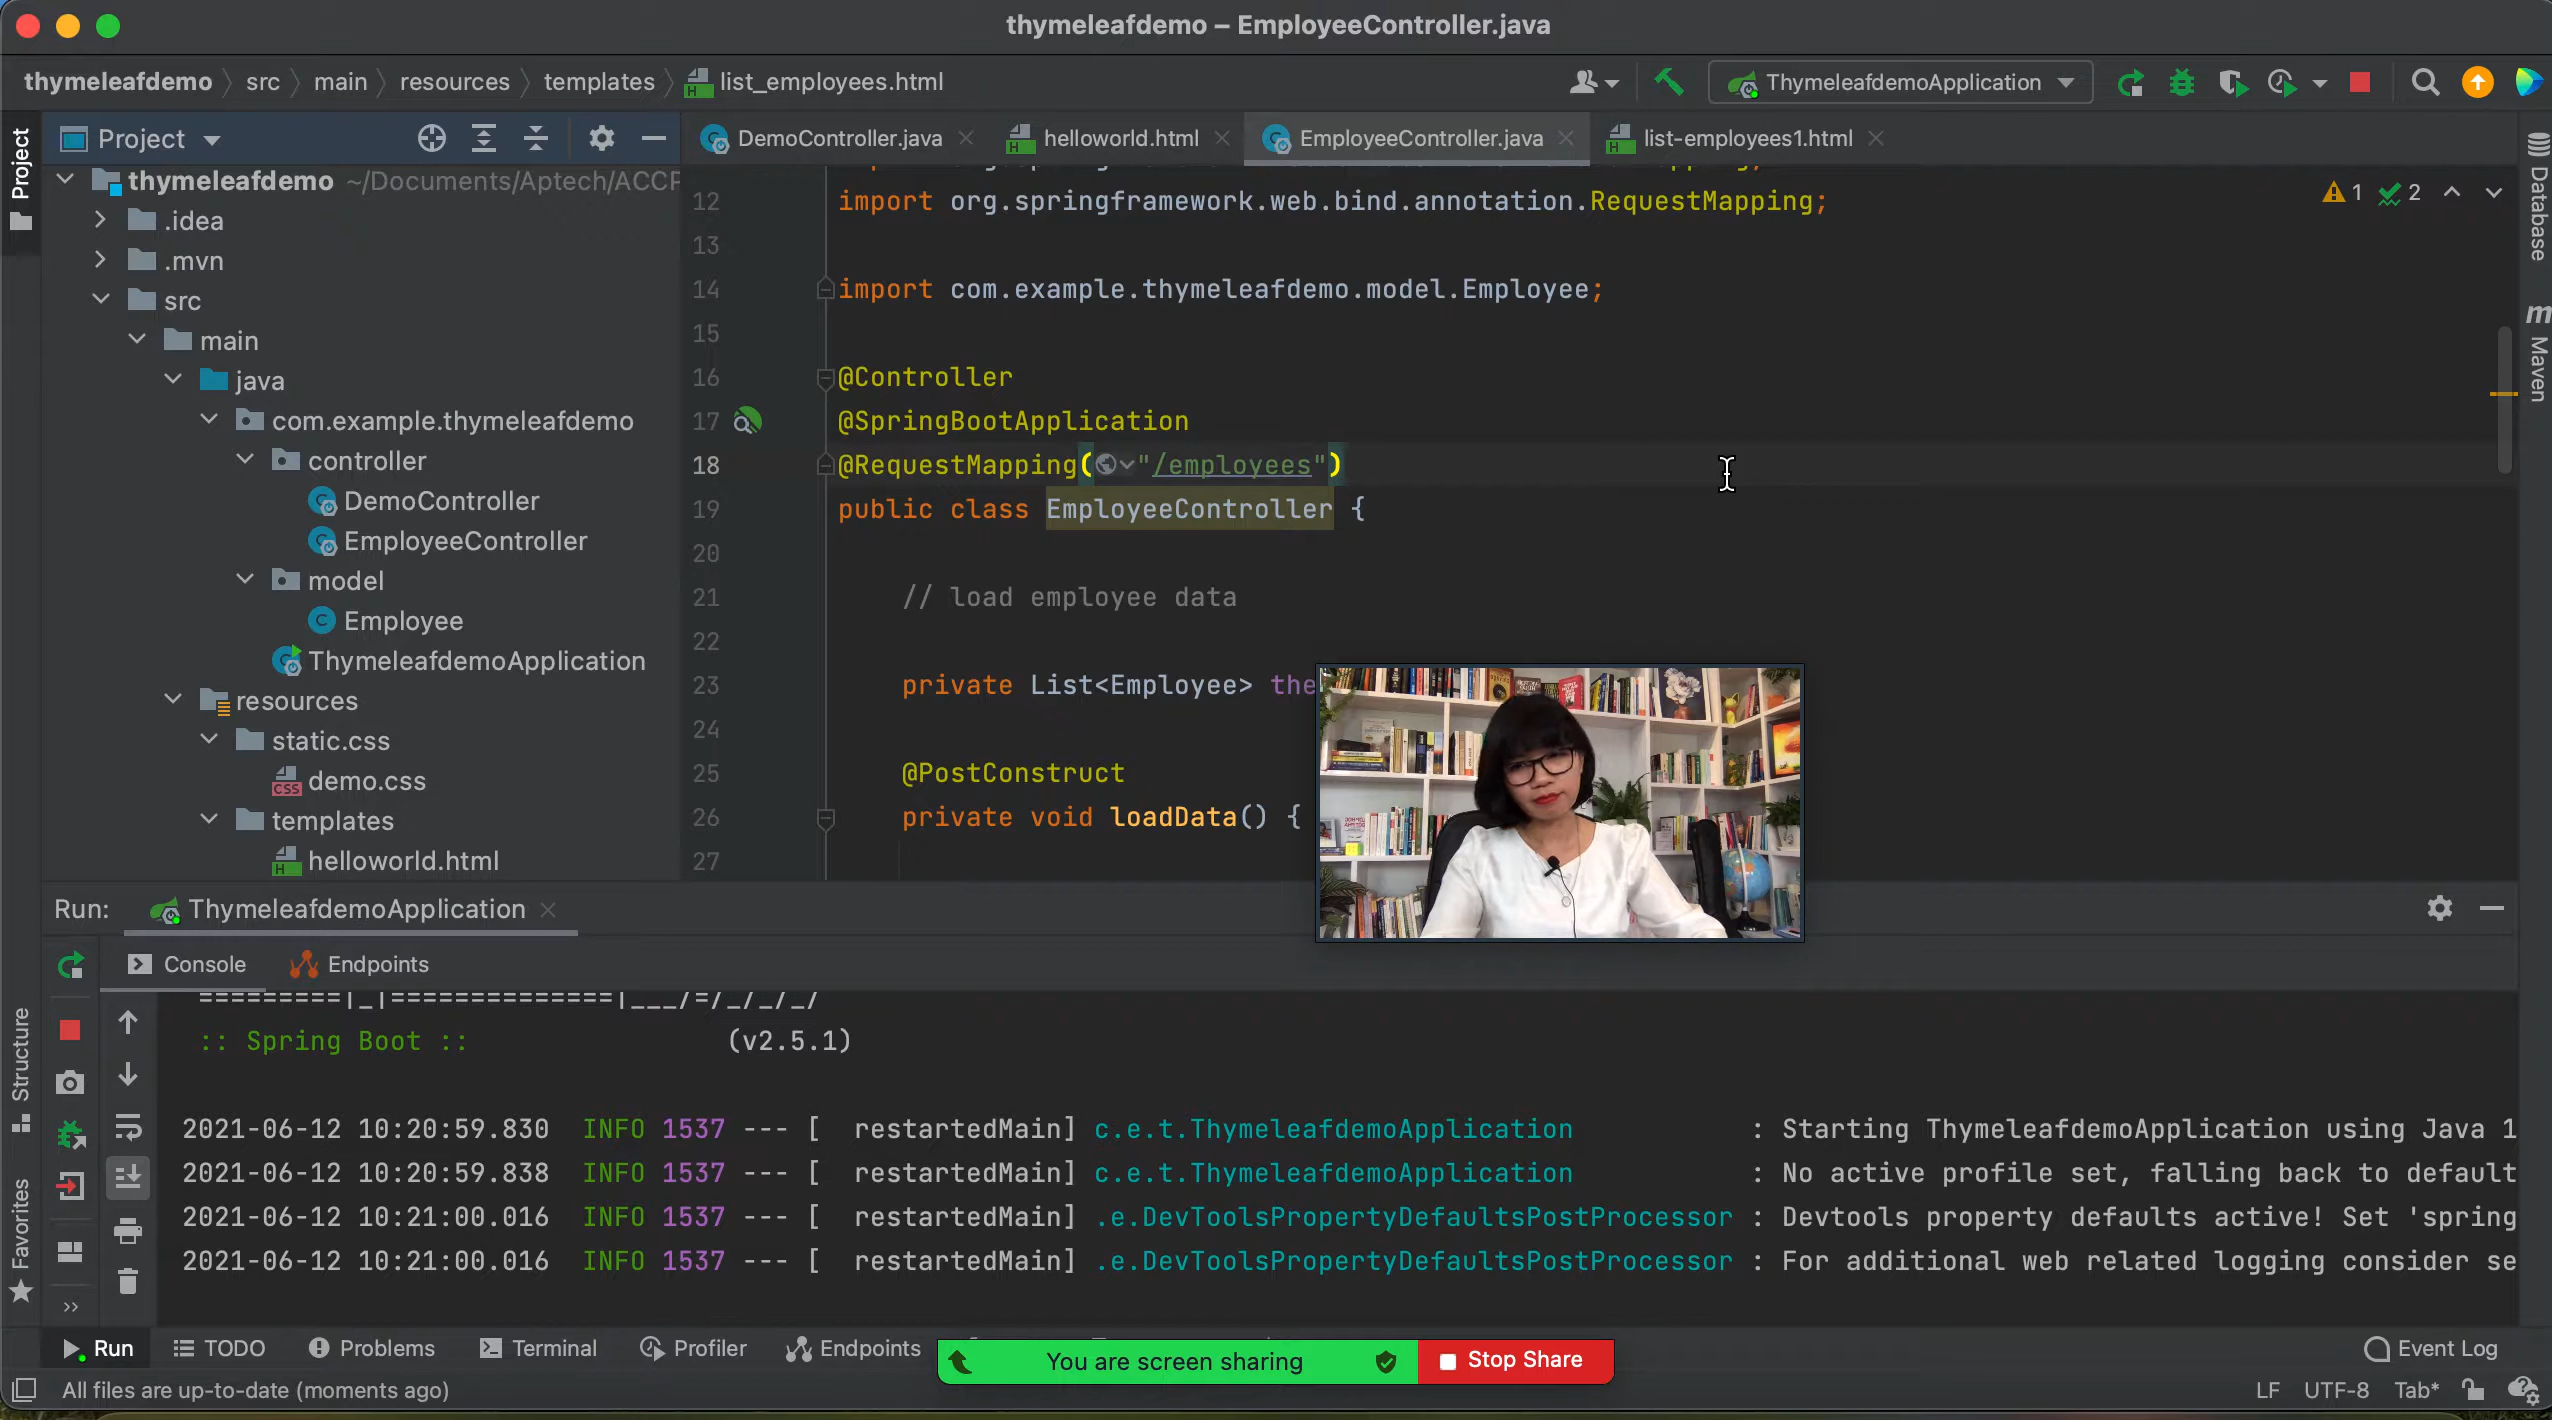 thymeleafdemo – EmployeeController.java
thymeleafdemo src main resources templates list_employees.html
ThymeleafdemoApplication
Project
DemoController.java
helloworld.html
EmployeeController.java
list-employees1.html
Project
thymeleafdemo ~/Documents/Aptech/ACCP
.idea
.mvn
src
main
java
com.example.thymeleafdemo
controller
DemoController
EmployeeController
model
Employee
ThymeleafdemoApplication
resources
static.css
demo.css
templates
helloworld.html
12 import org.springframework.web.bind.annotation.RequestMapping;
13
14 import com.example.thymeleafdemo.model.Employee;
15
16 @Controller
17 @SpringBootApplication
18 @RequestMapping("/employees")
19 public class EmployeeController {
20
21 // load employee data
22
23 private List<Employee> the
24
25 @PostConstruct
26 private void loadData() {
27
1 2
Database
Maven
Run: ThymeleafdemoApplication
Console Endpoints
=========|_|==============|___/=/_/_/_/
:: Spring Boot :: (v2.5.1)
2021-06-12 10:20:59.830 INFO 1537 --- [ restartedMain] c.e.t.ThymeleafdemoApplication : Starting ThymeleafdemoApplication using Java 1
2021-06-12 10:20:59.838 INFO 1537 --- [ restartedMain] c.e.t.ThymeleafdemoApplication : No active profile set, falling back to default
2021-06-12 10:21:00.016 INFO 1537 --- [ restartedMain] .e.DevToolsPropertyDefaultsPostProcessor : Devtools property defaults active! Set 'spring
2021-06-12 10:21:00.016 INFO 1537 --- [ restartedMain] .e.DevToolsPropertyDefaultsPostProcessor : For additional web related logging consider se
Structure
Favorites
Run TODO Problems Terminal Profiler Endpoints
You are screen sharing
Stop Share
Event Log
All files are up-to-date (moments ago)
LF UTF-8 Tab*